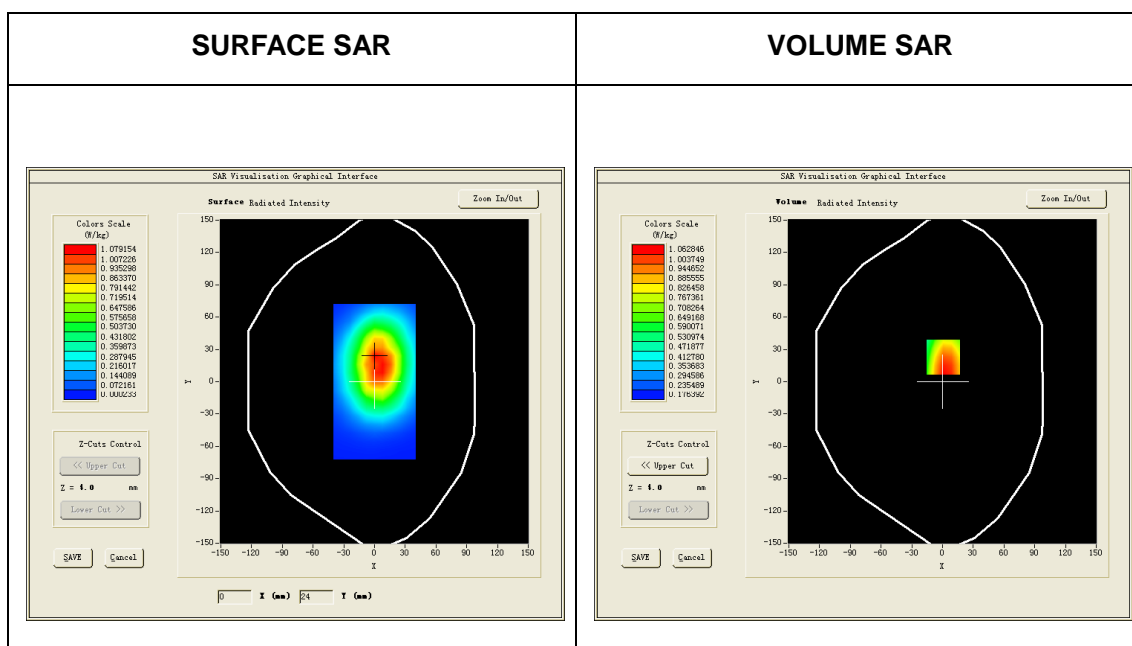 SURFACE SAR
VOLUME SAR
SAR Visualisation Graphical Interface
Surface Radiated Intensity
Zoom In/Out
Colors Scale
(W/kg)
1.079154
1.007226
0.935298
0.863370
0.791442
0.719514
0.647586
0.575658
0.503730
0.431802
0.359873
0.287945
0.216017
0.144089
0.072161
0.000233
Z-Cuts Control
<< Upper Cut
Z = 4.0 mm
Lower Cut >>
SAVE Cancel
150
120
90
60
30
0
-30
-60
-90
-120
-150
Y
-150 -120 -90 -60 -30 0 30 60 90 120 150
X
0 X (mm) 24 Y (mm)
SAR Visualisation Graphical Interface
Volume Radiated Intensity
Zoom In/Out
Colors Scale
(W/kg)
1.062846
1.003749
0.944652
0.885555
0.826458
0.767361
0.708264
0.649168
0.590071
0.530974
0.471877
0.412780
0.353683
0.294586
0.235489
0.176392
Z-Cuts Control
<< Upper Cut
Z = 4.0 mm
Lower Cut >>
SAVE Cancel
150
120
90
60
30
0
-30
-60
-90
-120
-150
Y
-150 -120 -90 -60 -30 0 30 60 90 120 150
X